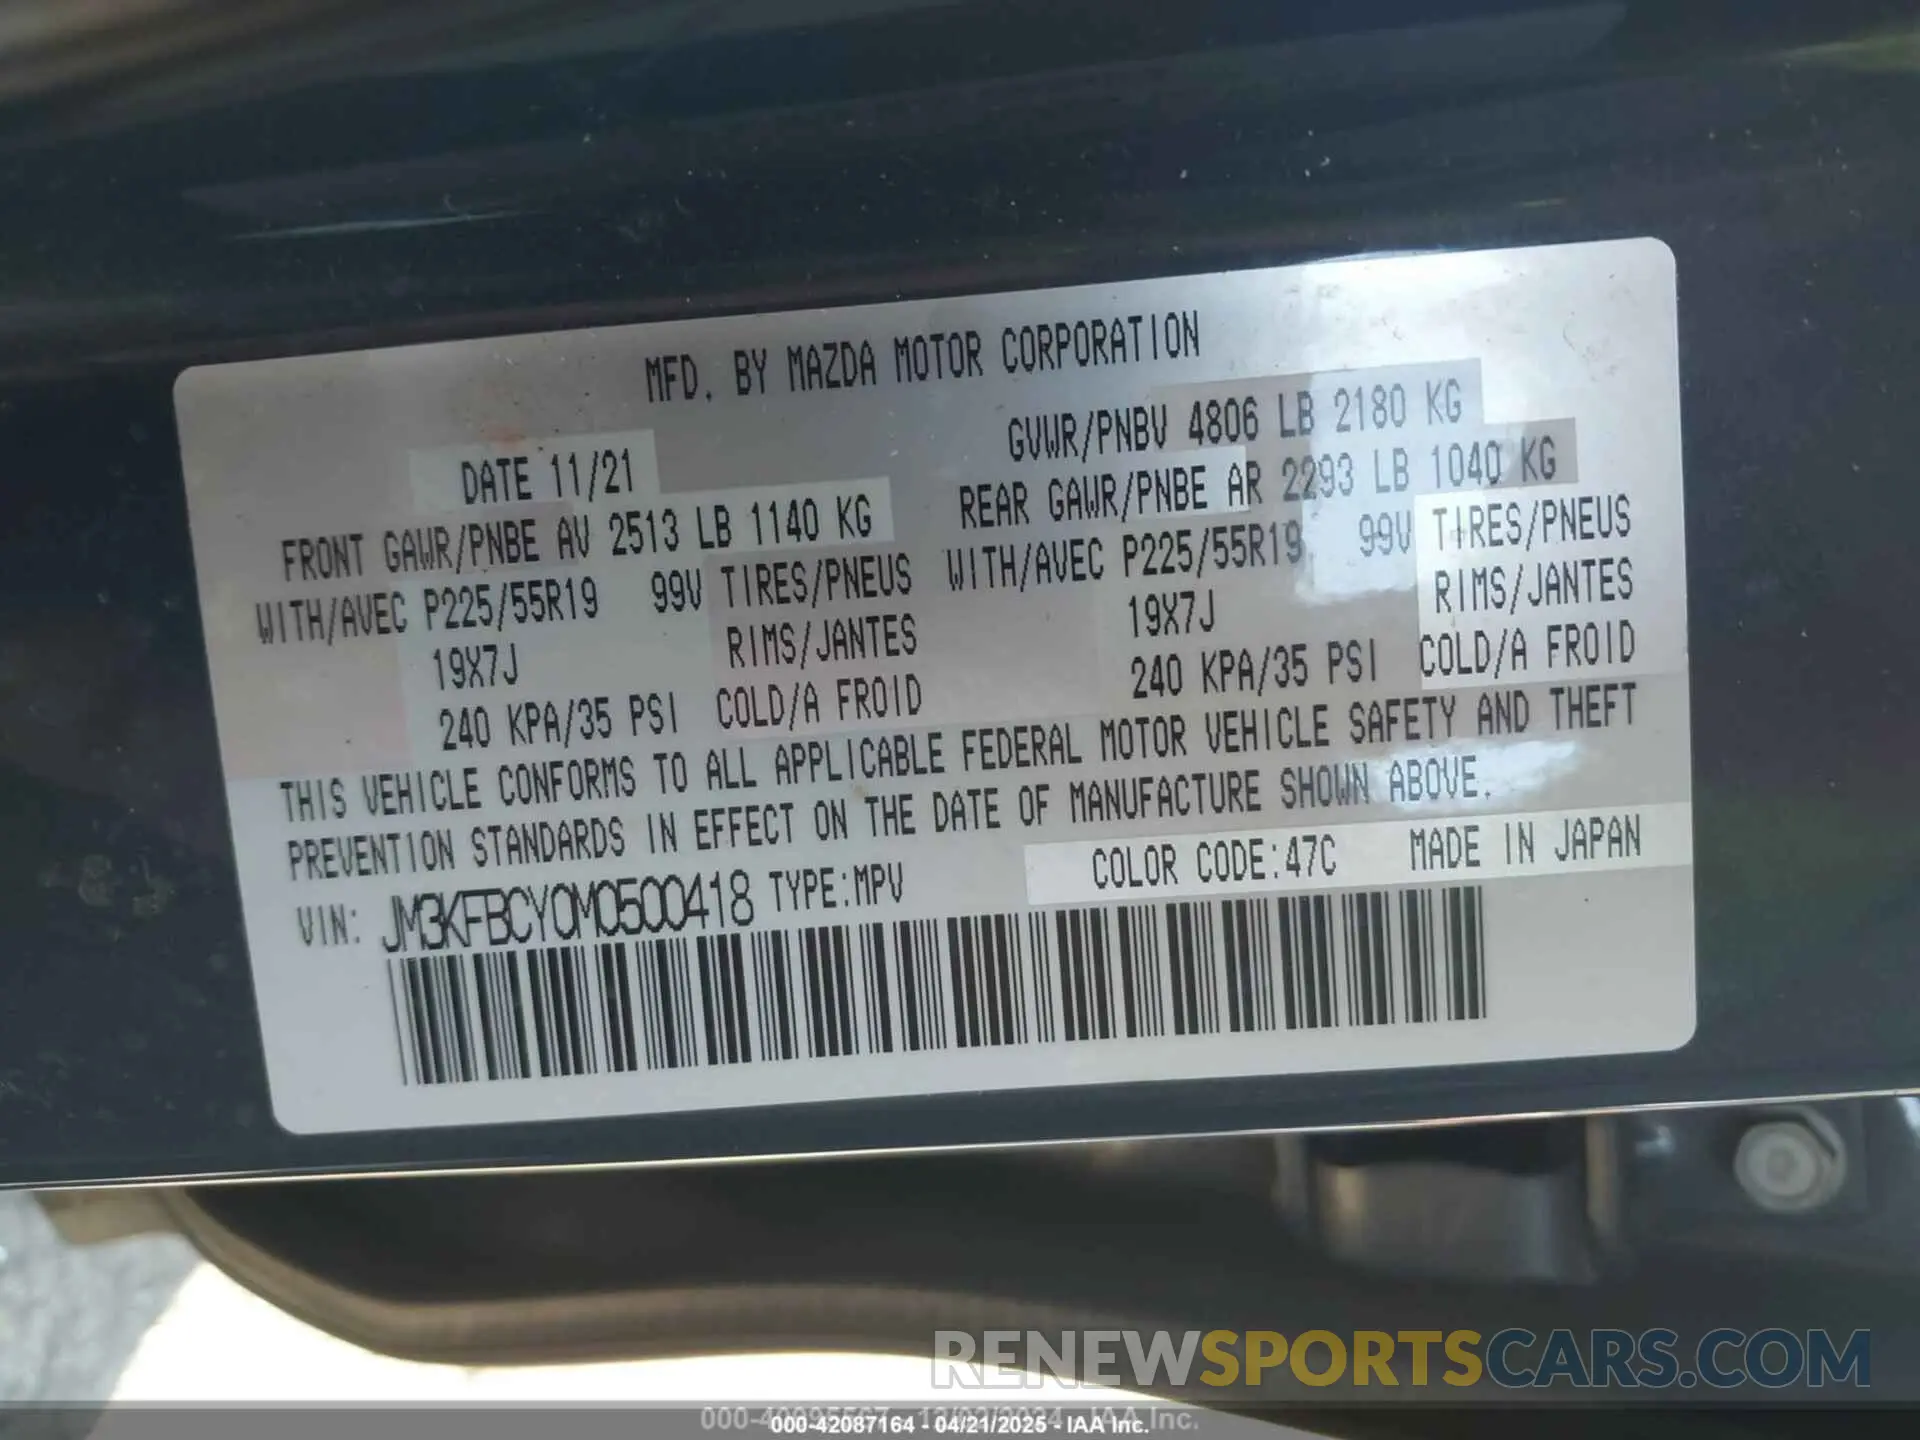 MFD. BY MAZDA MOTOR CORPORATION
DATE 11/21 GVWR/PNBV 4806 LB 2180 KG
FRONT GAWR/PNBE AV 2513 LB 1140 KG REAR GAWR/PNBE AR 2293 LB 1040 KG
WITH/AVEC P225/55R19 99V TIRES/PNEUS WITH/AVEC P225/55R19 99V TIRES/PNEUS
19X7J RIMS/JANTES 19X7J RIMS/JANTES
240 KPA/35 PSI COLD/A FROID 240 KPA/35 PSI COLD/A FROID
THIS VEHICLE CONFORMS TO ALL APPLICABLE FEDERAL MOTOR VEHICLE SAFETY AND THEFT
PREVENTION STANDARDS IN EFFECT ON THE DATE OF MANUFACTURE SHOWN ABOVE.
VIN: JM3KFBCY0M0500418 TYPE:MPV COLOR CODE:47C MADE IN JAPAN
RENEWSPORTSCARS.COM
000-42087164 - 04/21/2025 - IAA Inc.